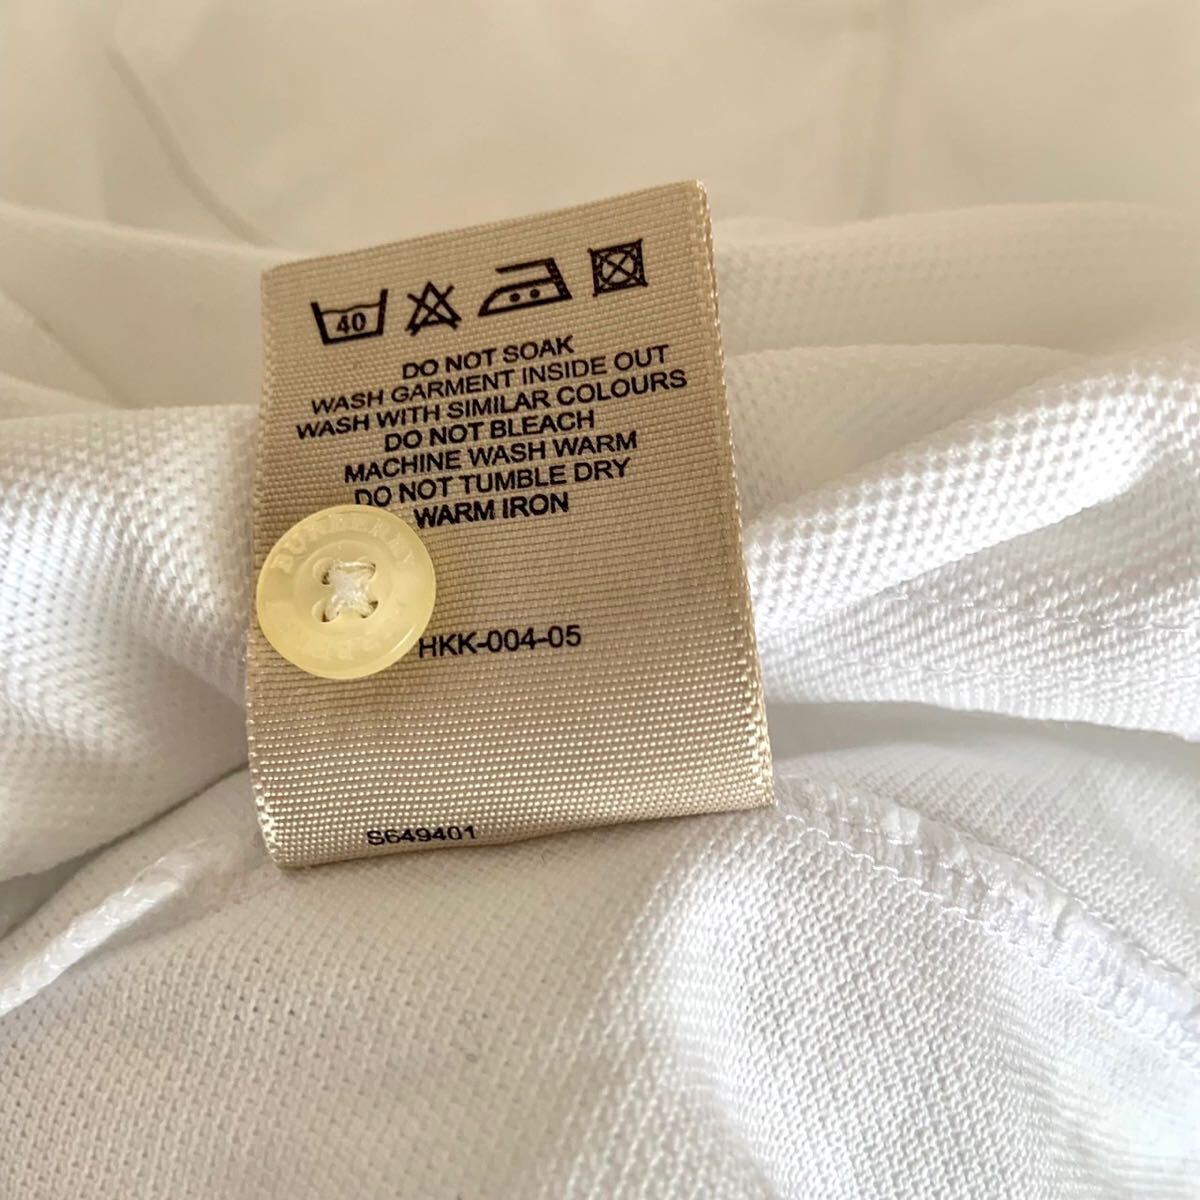 40
DO NOT SOAK
WASH GARMENT INSIDE OUT
WASH WITH SIMILAR COLOURS
DO NOT BLEACH
MACHINE WASH WARM
DO NOT TUMBLE DRY
WARM IRON
BURBERRY
HKK-004-05
S649401